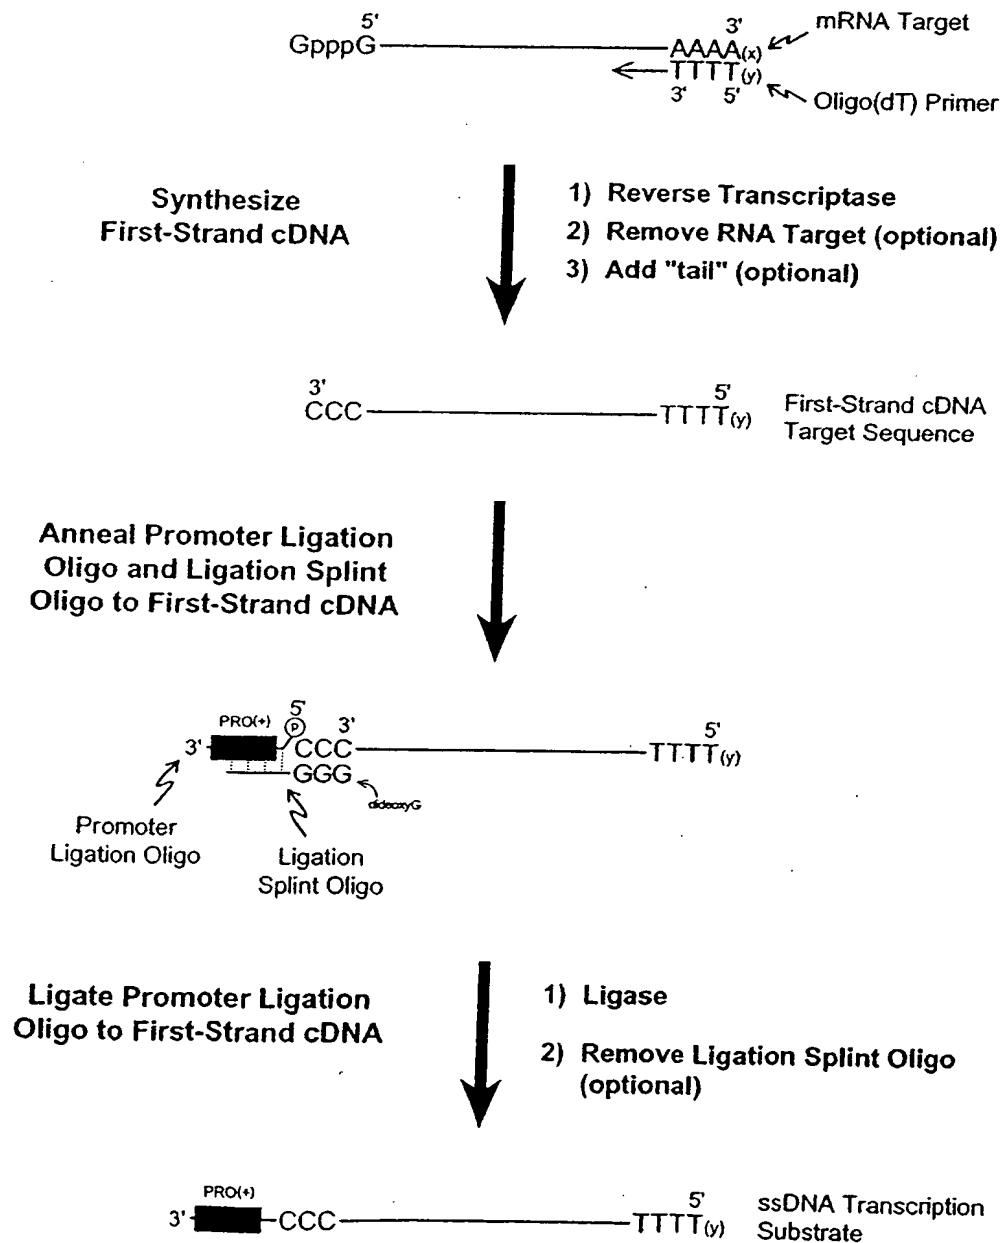 5'
3'
mRNA Target
GpppG
AAAA(x)
TTTT(y)
3' 5'
Oligo(dT) Primer
Synthesize
First-Strand cDNA
1) Reverse Transcriptase
2) Remove RNA Target (optional)
3) Add "tail" (optional)
3'
5'
CCC
TTTT(y)
First-Strand cDNA
Target Sequence
Anneal Promoter Ligation
Oligo and Ligation Splint
Oligo to First-Strand cDNA
5'
PRO(+)
P
3'
5'
3'
CCC
TTTT(y)
GGG
dideoxyG
Promoter
Ligation Oligo
Ligation
Splint Oligo
Ligate Promoter Ligation
Oligo to First-Strand cDNA
1) Ligase
2) Remove Ligation Splint Oligo
(optional)
PRO(+)
5'
3'
CCC
TTTT(y)
ssDNA Transcription
Substrate